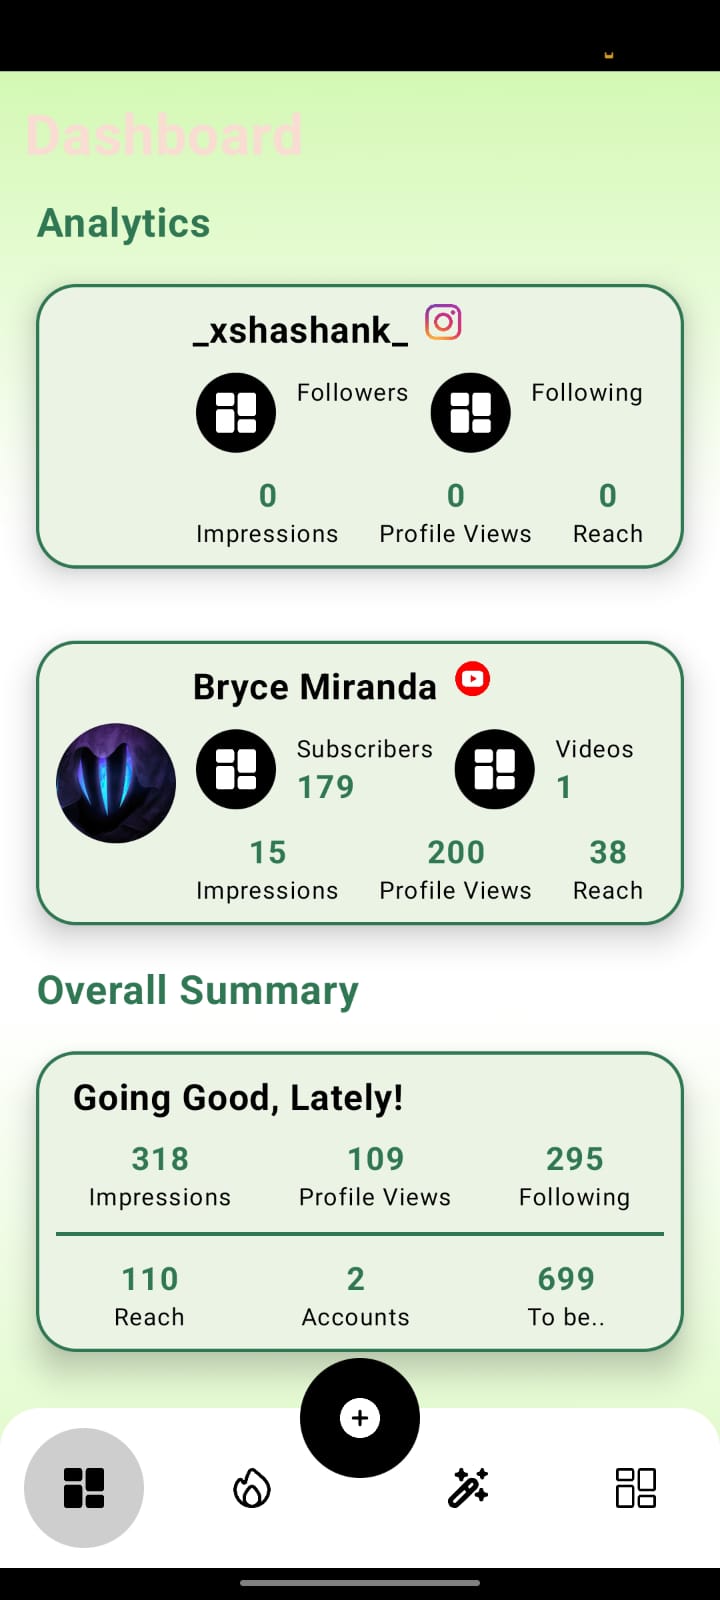 Dashboard
Analytics
_xshashank_
Followers Following
0 0 0
Impressions Profile Views Reach
Bryce Miranda
Subscribers Videos
179 1
15 200 38
Impressions Profile Views Reach
Overall Summary
Going Good, Lately!
318 109 295
Impressions Profile Views Following
110 2 699
Reach Accounts To be..